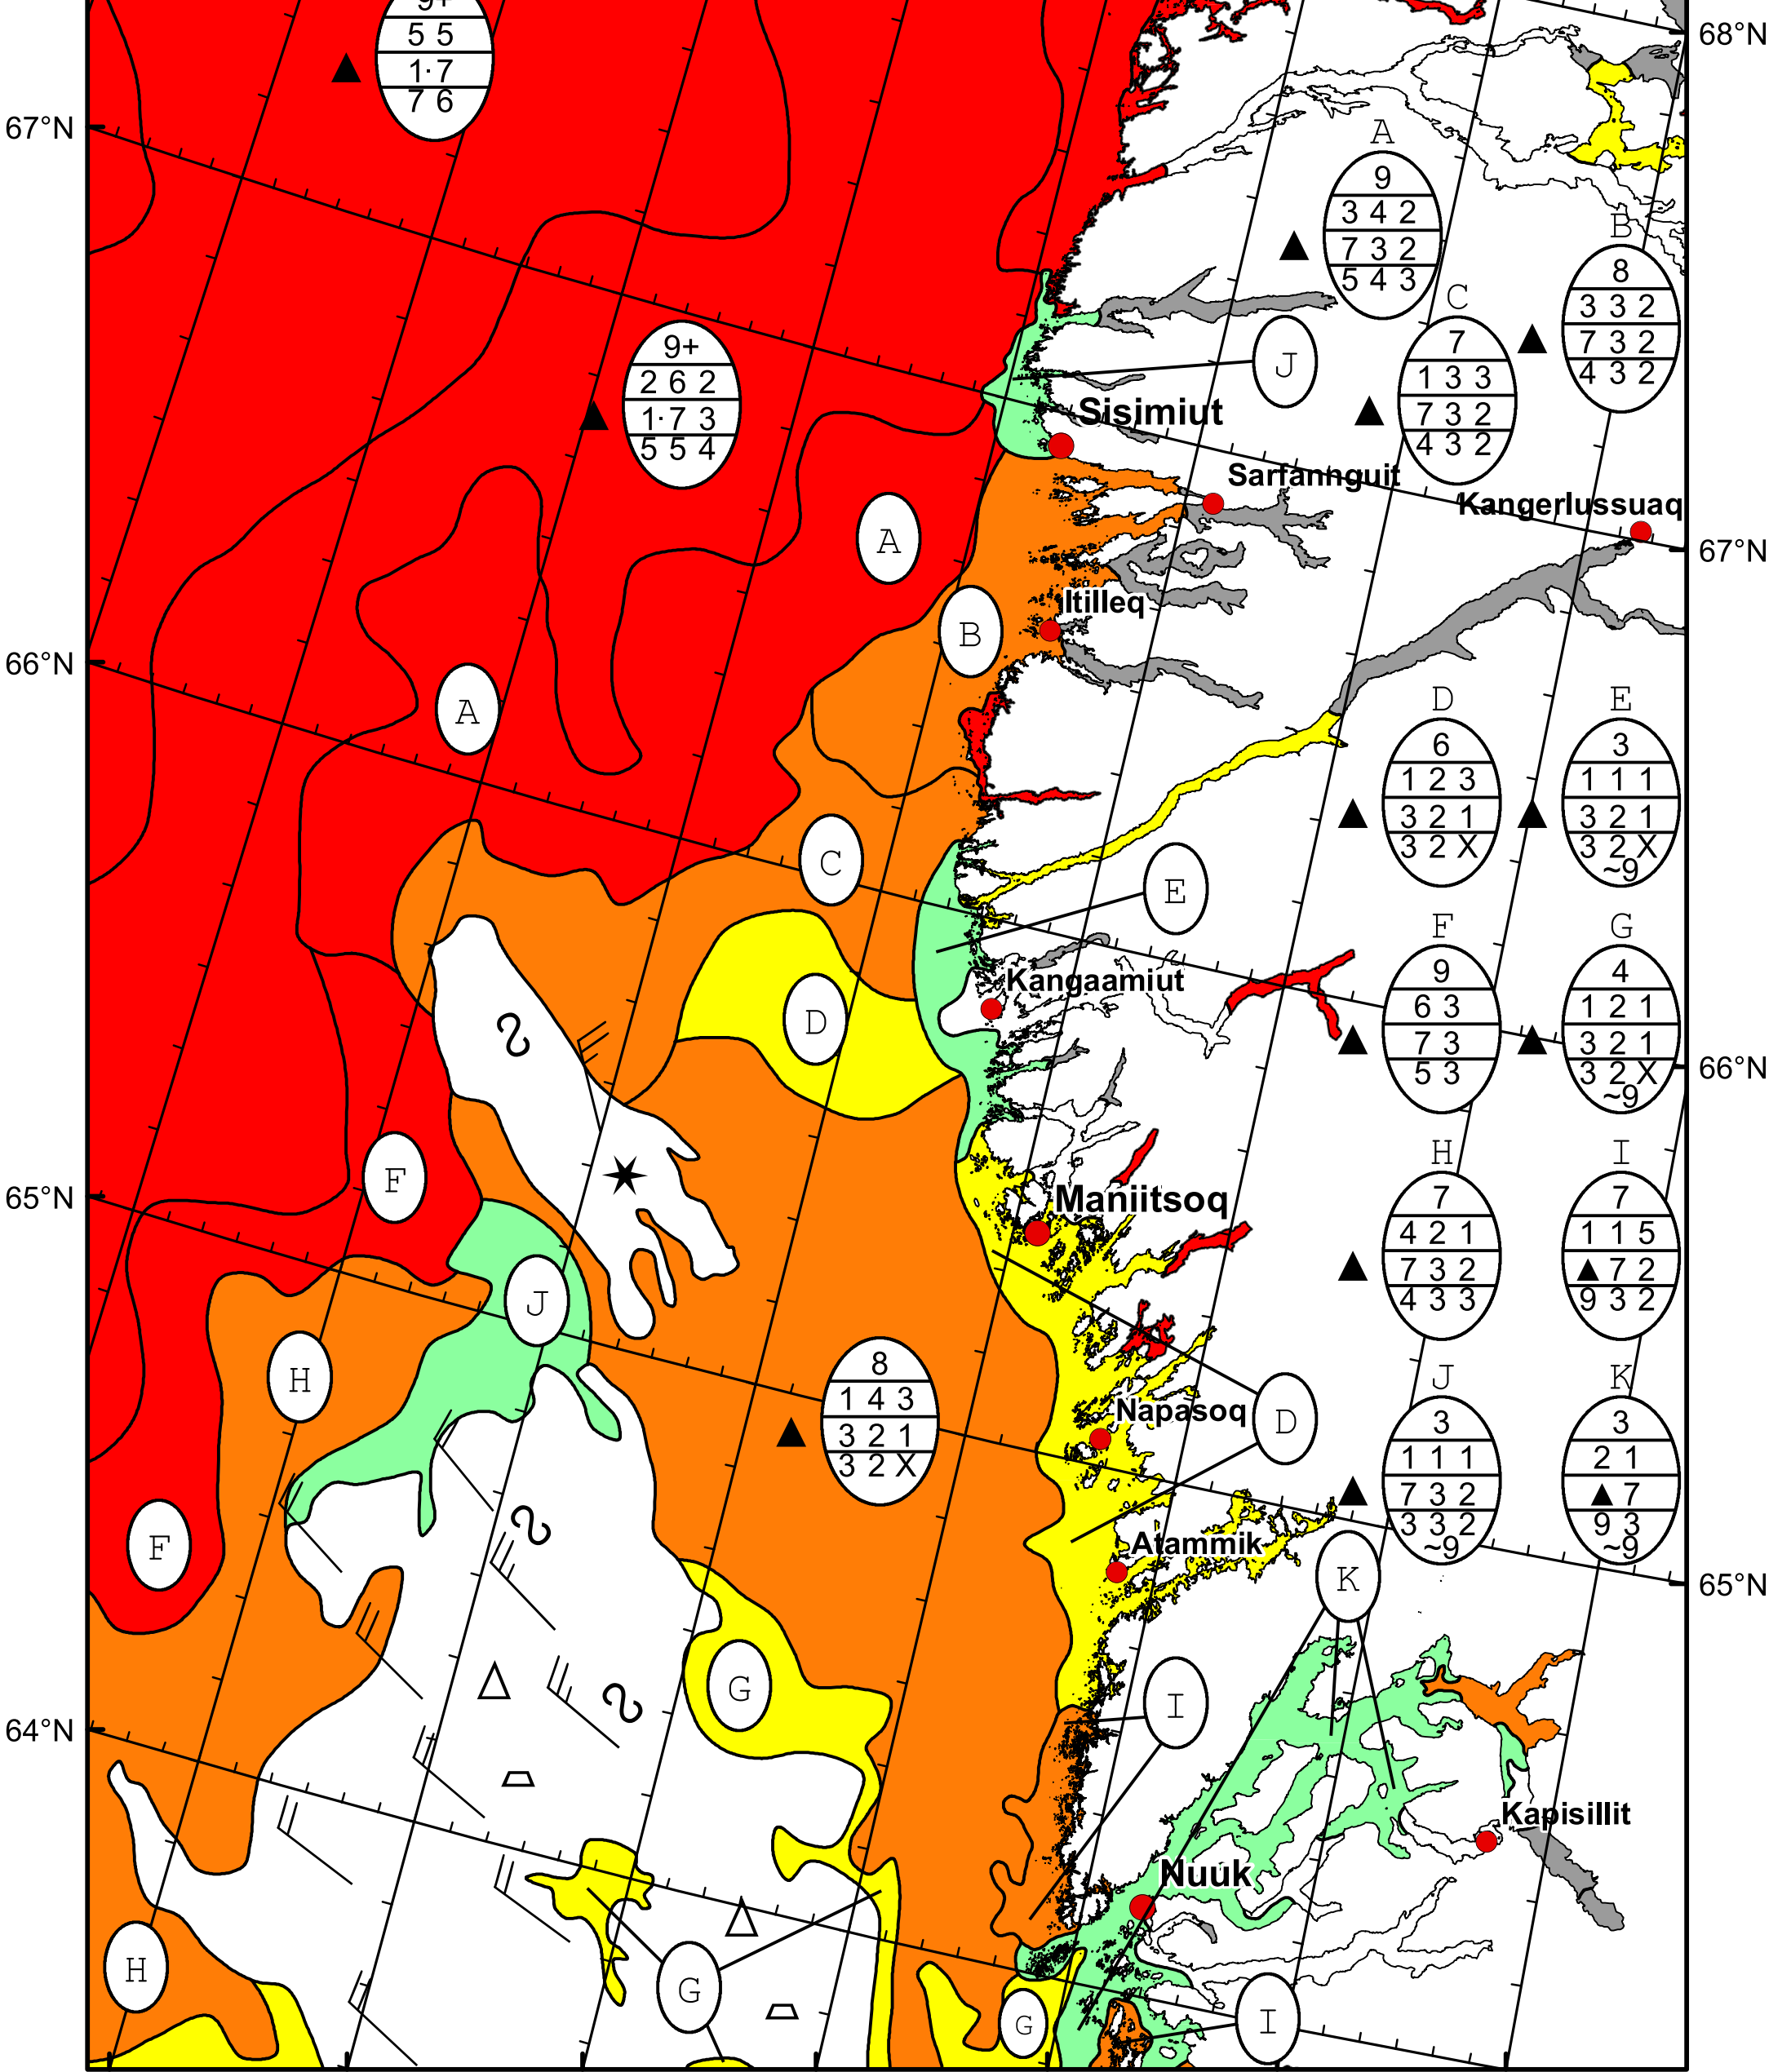 9+
5 5
1·7
7 6
68°N
67°N
A
9
3 4 2
7 3 2
5 4 3
B
8
3 3 2
7 3 2
4 3 2
C
7
1 3 3
7 3 2
4 3 2
9+
2 6 2
1·7 3
5 5 4
J
Sisimiut
Sarfannguit
Kangerlussuaq
67°N
A
Itilleq
B
66°N
A
D
6
1 2 3
3 2 1
3 2 X
E
3
1 1 1
3 2 1
3 2 X
~9
C
E
Kangaamiut
D
F
9
6 3
7 3
5 3
G
4
1 2 1
3 2 1
3 2 X
~9
66°N
65°N
F
Maniitsoq
H
7
4 2 1
7 3 2
4 3 3
I
7
1 1 5
▲ 7 2
9 3 2
J
H
8
1 4 3
3 2 1
3 2 X
Napasoq
D
J
3
1 1 1
7 3 2
3 3 2
~9
K
3
2 1
▲ 7
9 3
~9
F
Atammik
K
65°N
G
I
64°N
Kapisillit
Nuuk
H
G
G
I